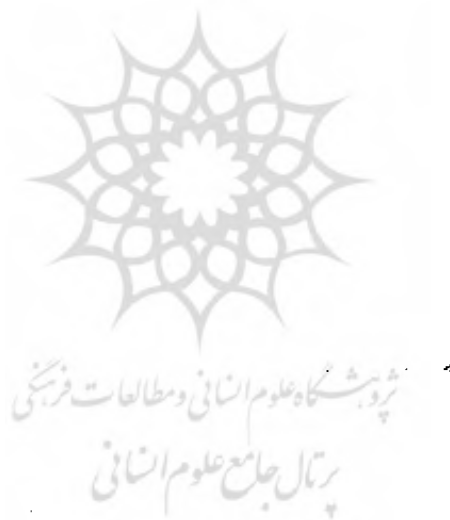 پژوهشگاه علوم انسانی و مطالعات فرهنگی
پرتال جامع علوم انسانی